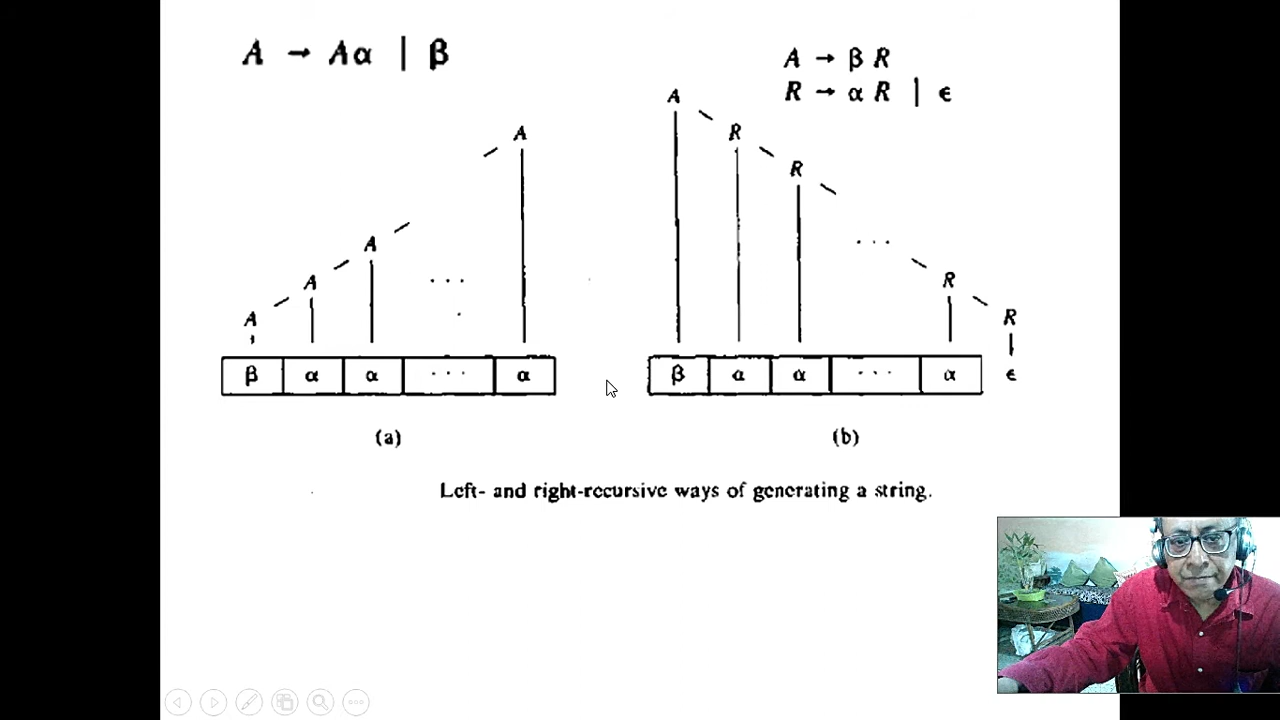 A → Aα | β
A → β R
R → α R | ϵ
A
A
A
A
β α α ··· α
(a)
A
R
R
···
R
R
β α α ··· α ϵ
(b)
Left- and right-recursive ways of generating a string.